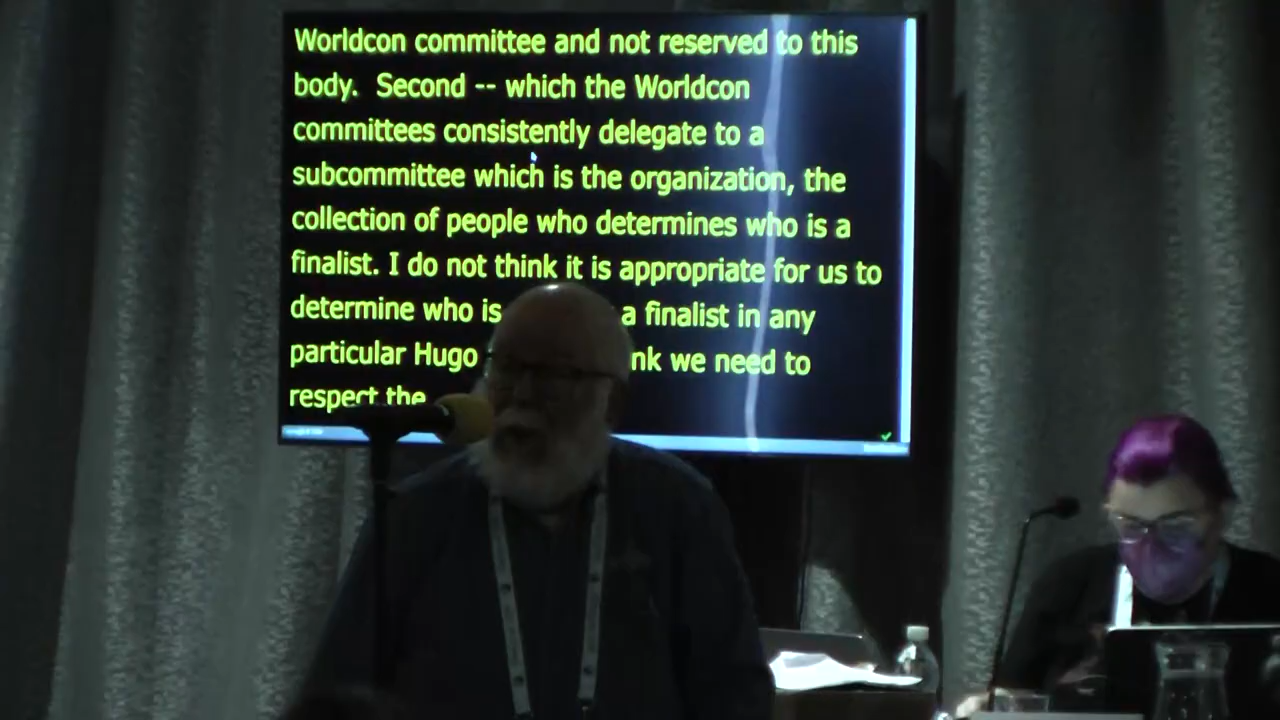 Worldcon committee and not reserved to this
body. Second -- which the Worldcon
committees consistently delegate to a
subcommittee which is the organization, the
collection of people who determines who is a
finalist. I do not think it is appropriate for us to
determine who is a finalist in any
particular Hugo nk we need to
respect the